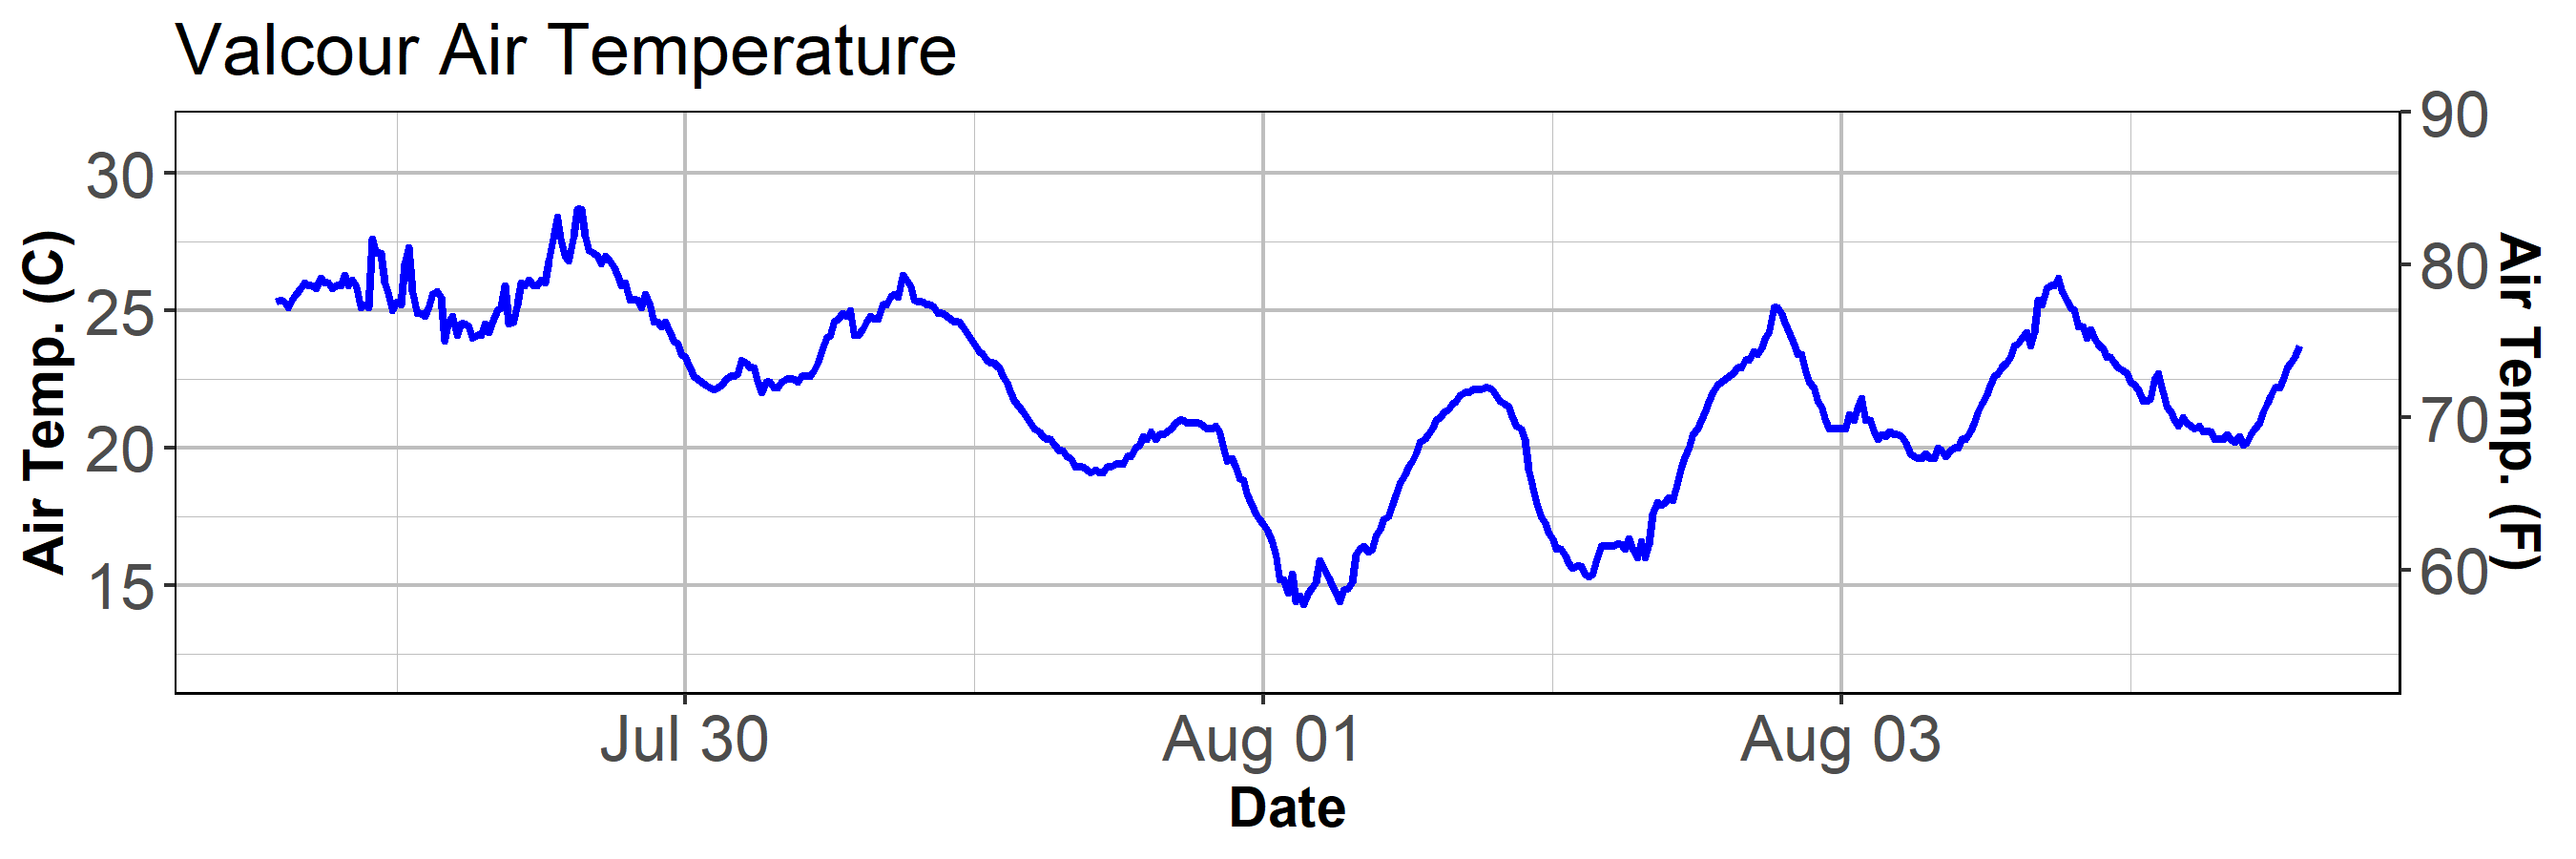 Valcour Air Temperature
Air Temp. (C)
30
25
20
15
90
80
70
60
Air Temp. (F)
Jul 30
Aug 01
Aug 03
Date